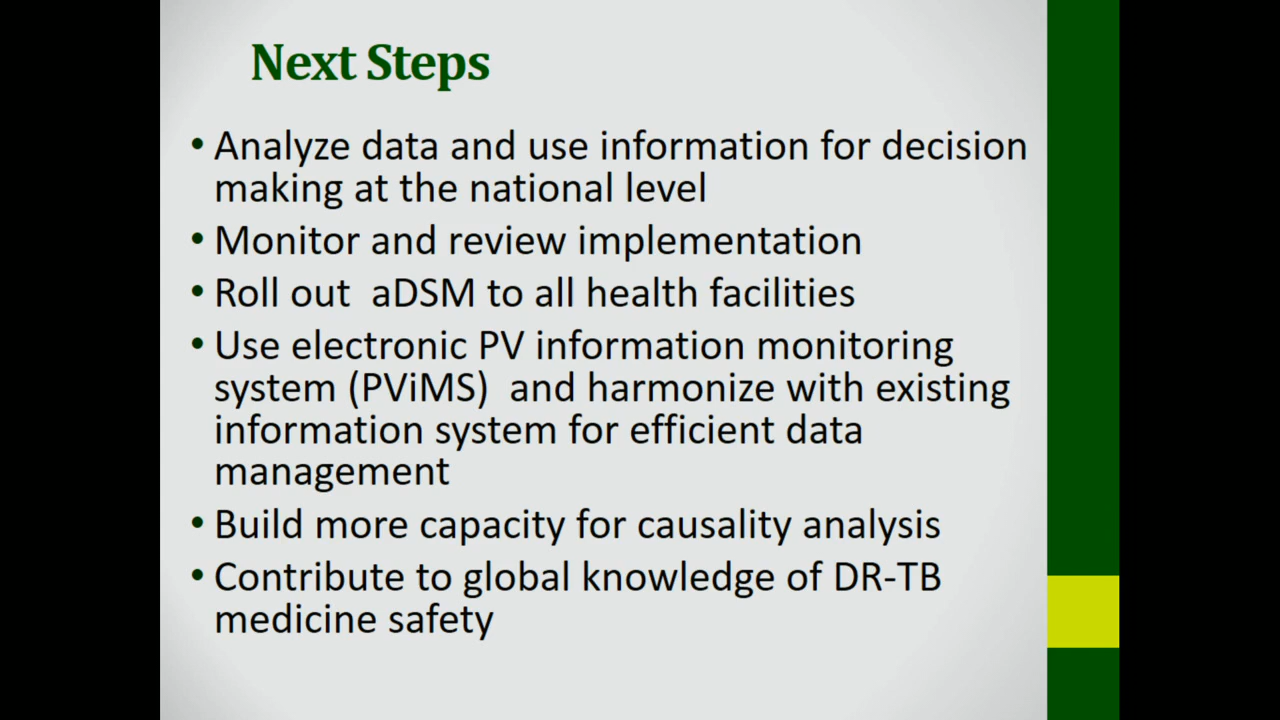 Next Steps
• Analyze data and use information for decision
making at the national level
• Monitor and review implementation
• Roll out  aDSM to all health facilities
• Use electronic PV information monitoring
system (PViMS)  and harmonize with existing
information system for efficient data
management
• Build more capacity for causality analysis
• Contribute to global knowledge of DR-TB
medicine safety